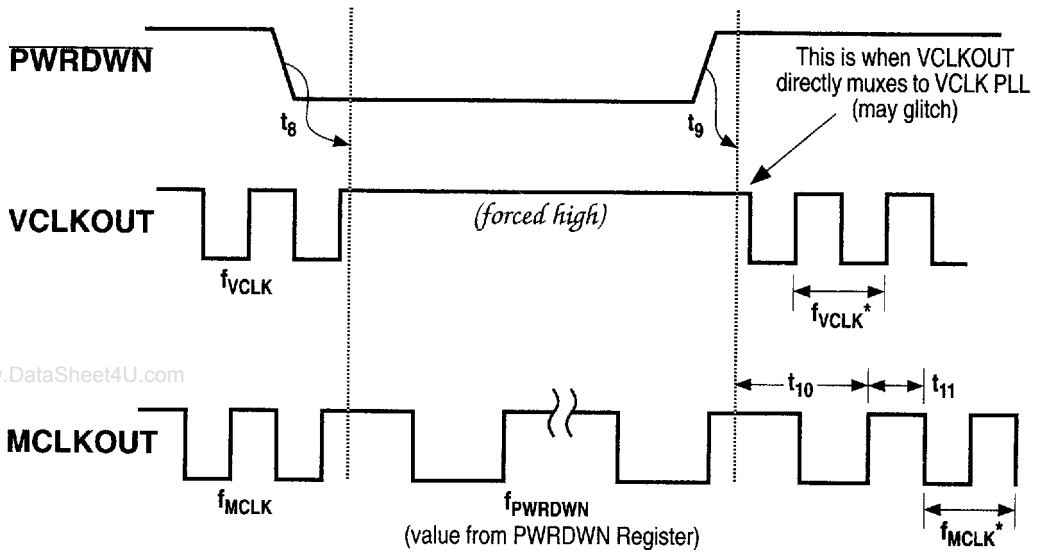 PWRDWN
t8
t9
This is when VCLKOUT
directly muxes to VCLK PLL
(may glitch)
VCLKOUT
(forced high)
fVCLK
fVCLK*
.DataSheet4U.com
t10
t11
MCLKOUT
fMCLK
fPWRDWN
(value from PWRDWN Register)
fMCLK*